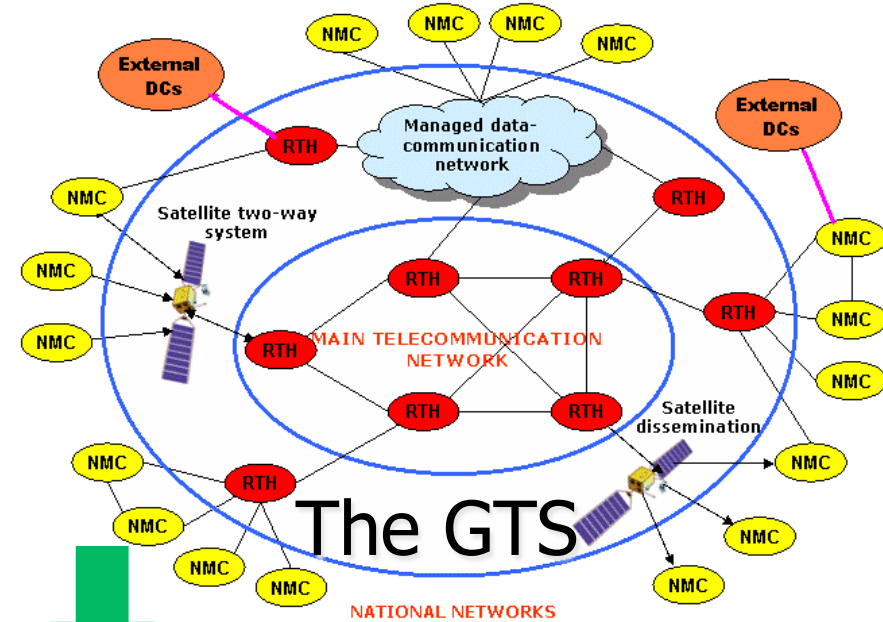 NMC
NMC
NMC
NMC
External
DCs
External
DCs
Managed data-
communication
network
RTH
RTH
NMC
Satellite two-way
system
NMC
NMC
NMC
RTH
RTH
RTH
NMC
NMC
RTH
MAIN TELECOMMUNICATION
NETWORK
NMC
RTH
RTH
Satellite
dissemination
NMC
NMC
RTH
NMC
The GTS
NMC
NMC
NMC
NMC
NATIONAL NETWORKS